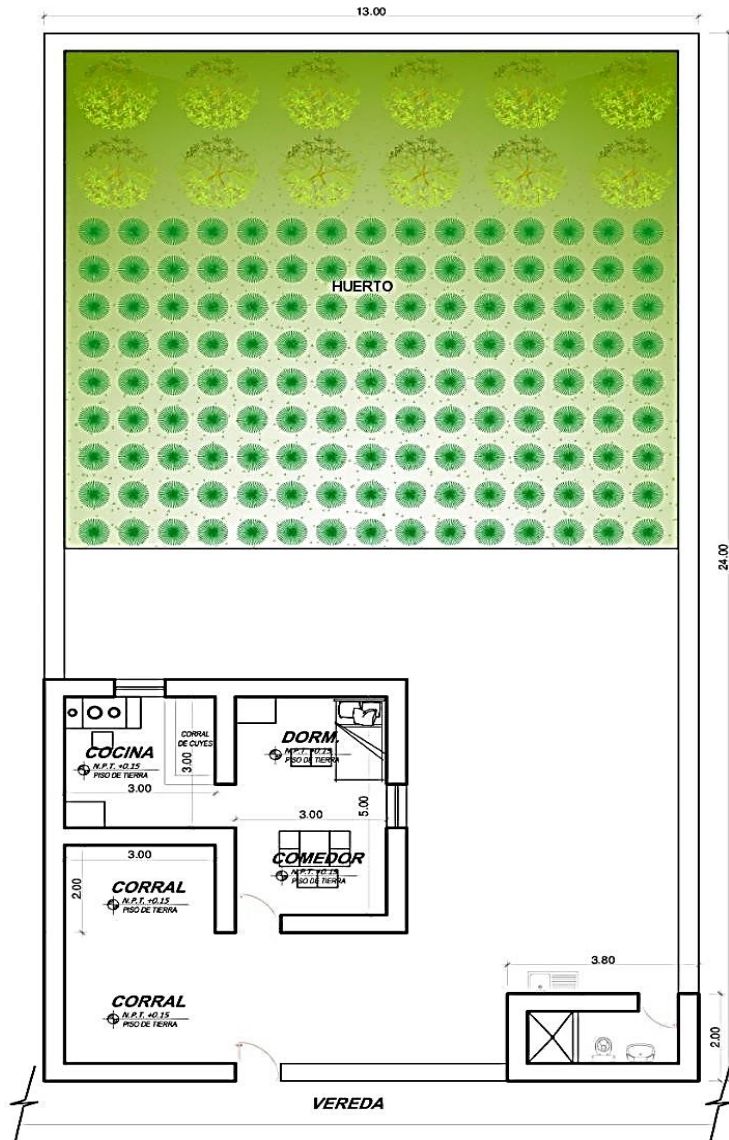 13.00
HUERTO
24.00
COCINA
N.P.T. +0.15
PISO DE TIERRA
3.00
CORRAL
DE CUYES
3.00
DORM.
N.P.T. +0.15
PISO DE TIERRA
3.00
5.00
COMEDOR
N.P.T. +0.15
PISO DE TIERRA
3.00
2.00
CORRAL
N.P.T. +0.15
PISO DE TIERRA
CORRAL
N.P.T. +0.15
PISO DE TIERRA
3.80
2.00
VEREDA